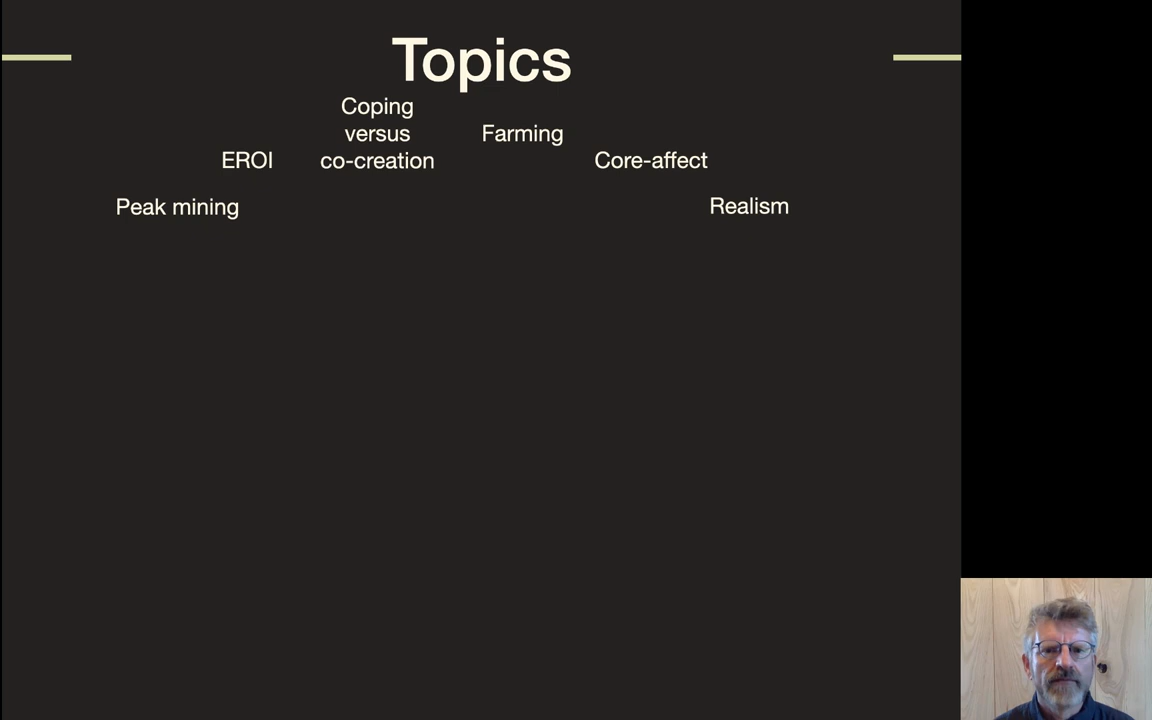 Topics
Coping
versus
co-creation
Farming
EROI
Core-affect
Peak mining
Realism